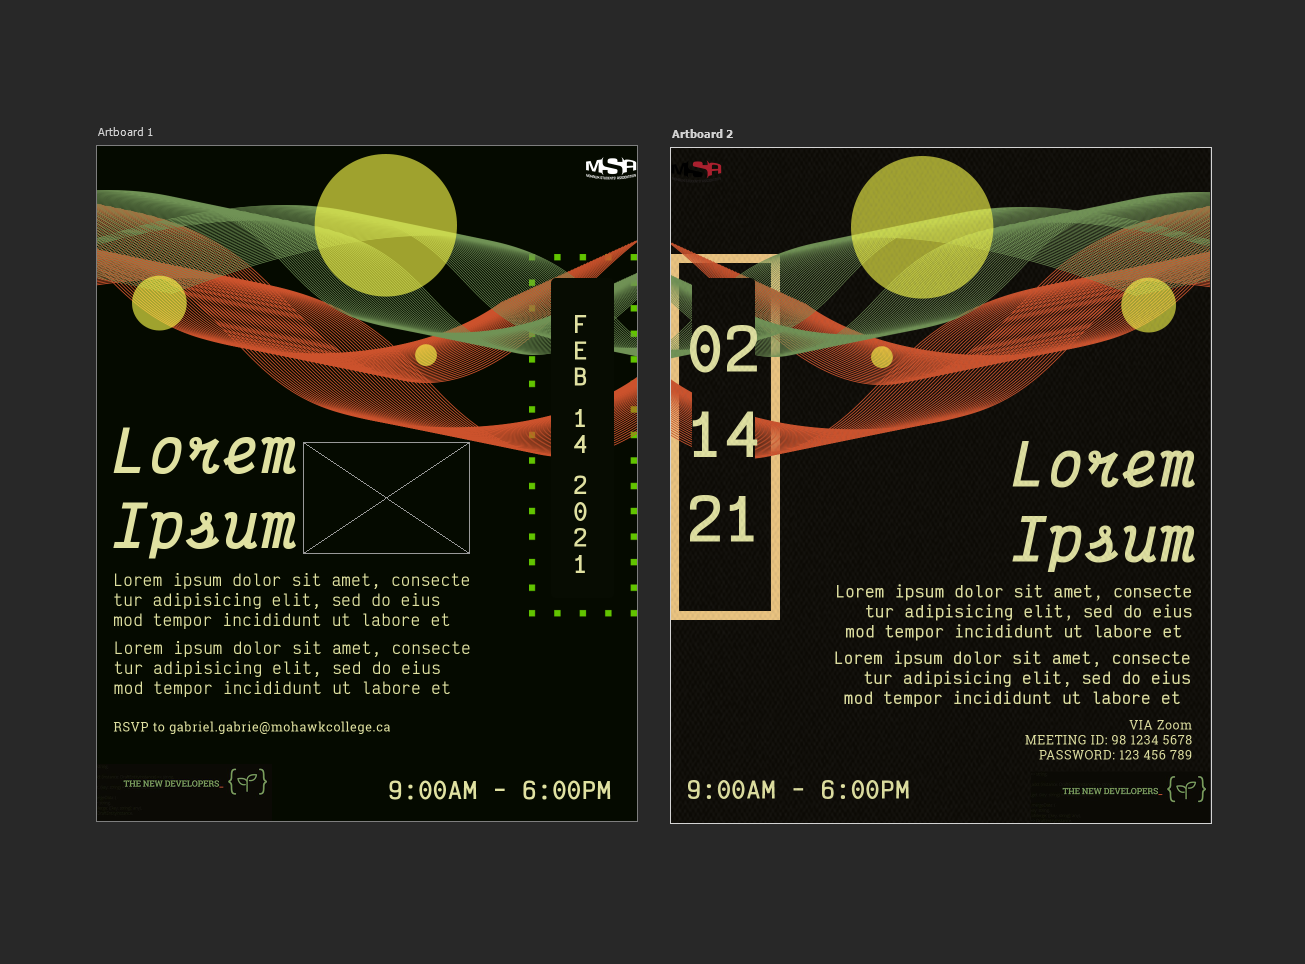 Artboard 1
MSA
FEB
14
2021
Lorem
Ipsum
Lorem ipsum dolor sit amet, consecte
tur adipisicing elit, sed do eius
mod tempor incididunt ut labore et
Lorem ipsum dolor sit amet, consecte
tur adipisicing elit, sed do eius
mod tempor incididunt ut labore et
RSVP to gabriel.gabrie@mohawkcollege.ca
THE NEW DEVELOPERS_
9:00AM - 6:00PM
Artboard 2
MSA
02
14
21
Lorem
Ipsum
Lorem ipsum dolor sit amet, consecte
tur adipisicing elit, sed do eius
mod tempor incididunt ut labore et
Lorem ipsum dolor sit amet, consecte
tur adipisicing elit, sed do eius
mod tempor incididunt ut labore et
VIA Zoom
MEETING ID: 98 1234 5678
PASSWORD: 123 456 789
9:00AM - 6:00PM
THE NEW DEVELOPERS_